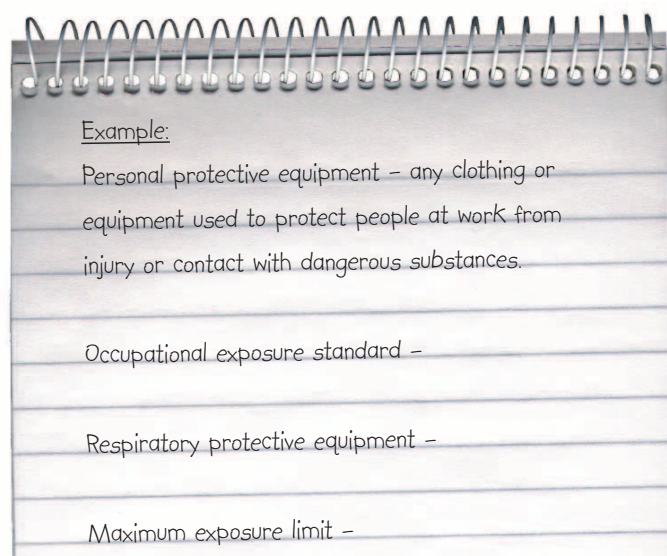 Example:
Personal protective equipment – any clothing or
equipment used to protect people at work from
injury or contact with dangerous substances.
Occupational exposure standard –
Respiratory protective equipment –
Maximum exposure limit –